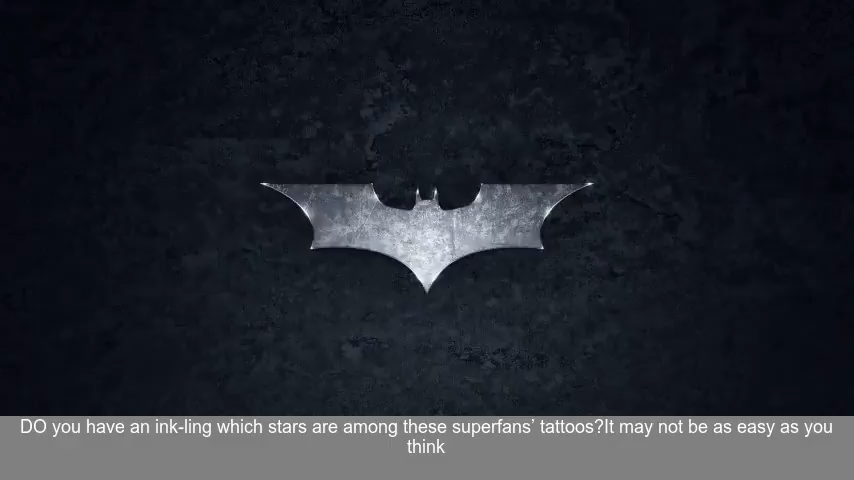 DO you have an ink-ling which stars are among these superfans’ tattoos?It may not be as easy as you
think